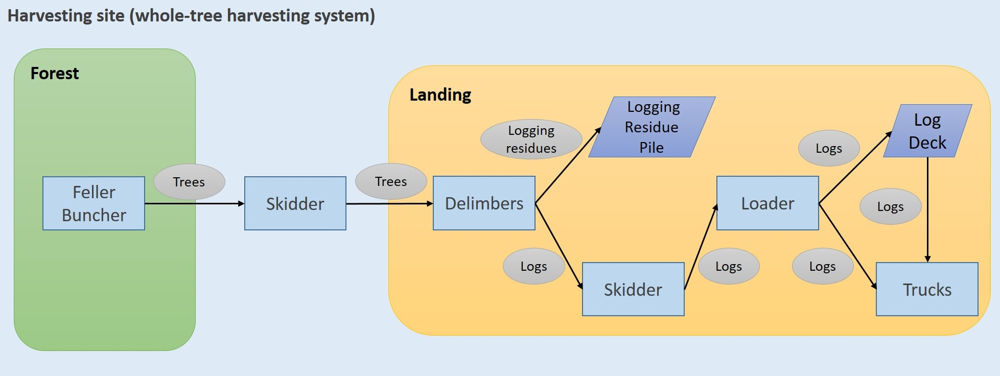 Harvesting site (whole-tree harvesting system)
Forest
Feller
Buncher
Trees
Skidder
Trees
Landing
Delimbers
Logging
residues
Logging
Residue
Pile
Logs
Skidder
Logs
Loader
Logs
Log
Deck
Logs
Logs
Trucks